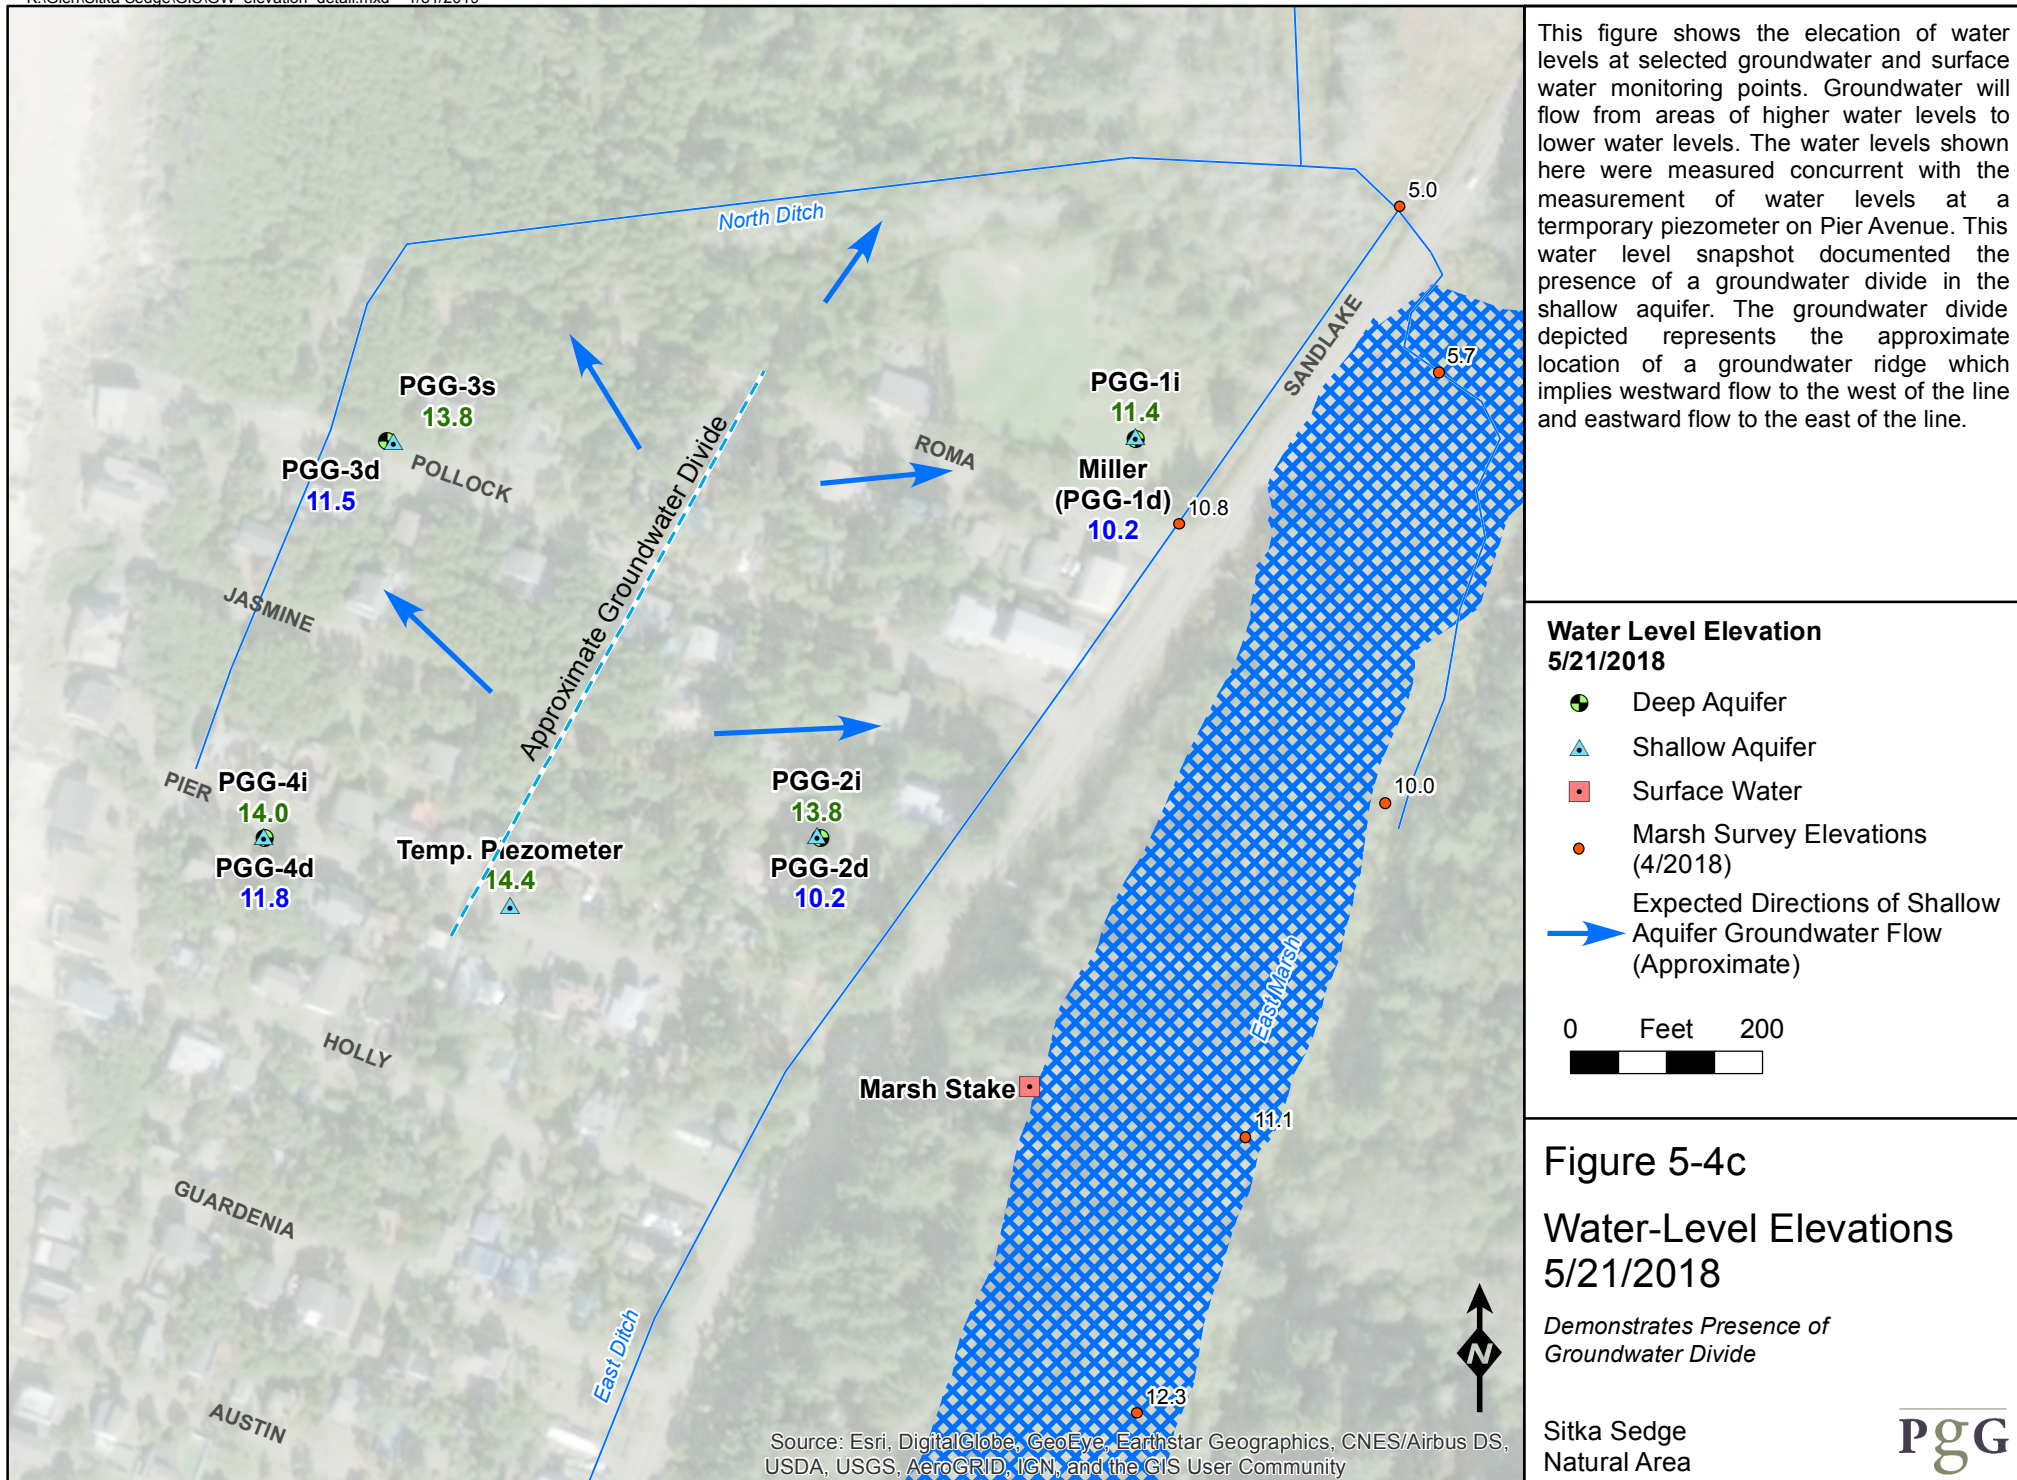 This figure shows the elecation of water
levels at selected groundwater and surface
water monitoring points. Groundwater will
flow from areas of higher water levels to
lower water levels. The water levels shown
here were measured concurrent with the
measurement of water levels at a
termporary piezometer on Pier Avenue. This
water level snapshot documented the
presence of a groundwater divide in the
shallow aquifer. The groundwater divide
depicted represents the approximate
location of a groundwater ridge which
implies westward flow to the west of the line
and eastward flow to the east of the line.
5.0
North Ditch
SANDLAKE
5.7
PGG-3s
13.8
PGG-3d
11.5
POLLOCK
PGG-1i
11.4
ROMA
Miller
(PGG-1d)
10.2
10.8
Approximate Groundwater Divide
JASMINE
PIER
PGG-4i
14.0
PGG-4d
11.8
Temp. Piezometer
14.4
PGG-2i
13.8
PGG-2d
10.2
10.0
East Marsh
HOLLY
Marsh Stake
11.1
GUARDENIA
East Ditch
AUSTIN
12.3
Source: Esri, DigitalGlobe, GeoEye, Earthstar Geographics, CNES/Airbus DS,
USDA, USGS, AeroGRID, IGN, and the GIS User Community
Water Level Elevation
5/21/2018
Deep Aquifer
Shallow Aquifer
Surface Water
Marsh Survey Elevations
(4/2018)
Expected Directions of Shallow
Aquifer Groundwater Flow
(Approximate)
0 Feet 200
Figure 5-4c
Water-Level Elevations
5/21/2018
Demonstrates Presence of
Groundwater Divide
N
Sitka Sedge
Natural Area
PgG